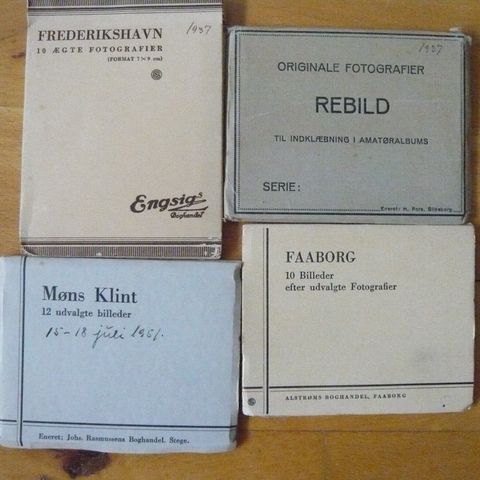 FREDERIKSHAVN
1937
10 ÆGTE FOTOGRAFIER
(FORMAT 7×9 cm)
Engsigs
Boghandel
1937
ORIGINALE FOTOGRAFIER
REBILD
TIL INDKLÆBNING I AMATØRALBUMS
SERIE:
Eneret: H.
Møns Klint
12 udvalgte billeder
15-18 juli 1951.
Eneret: Johs. Rasmussens Boghandel. Stege.
FAABORG
10 Billeder
efter udvalgte Fotografier
ALSTRØMS BOGHANDEL, FAABORG